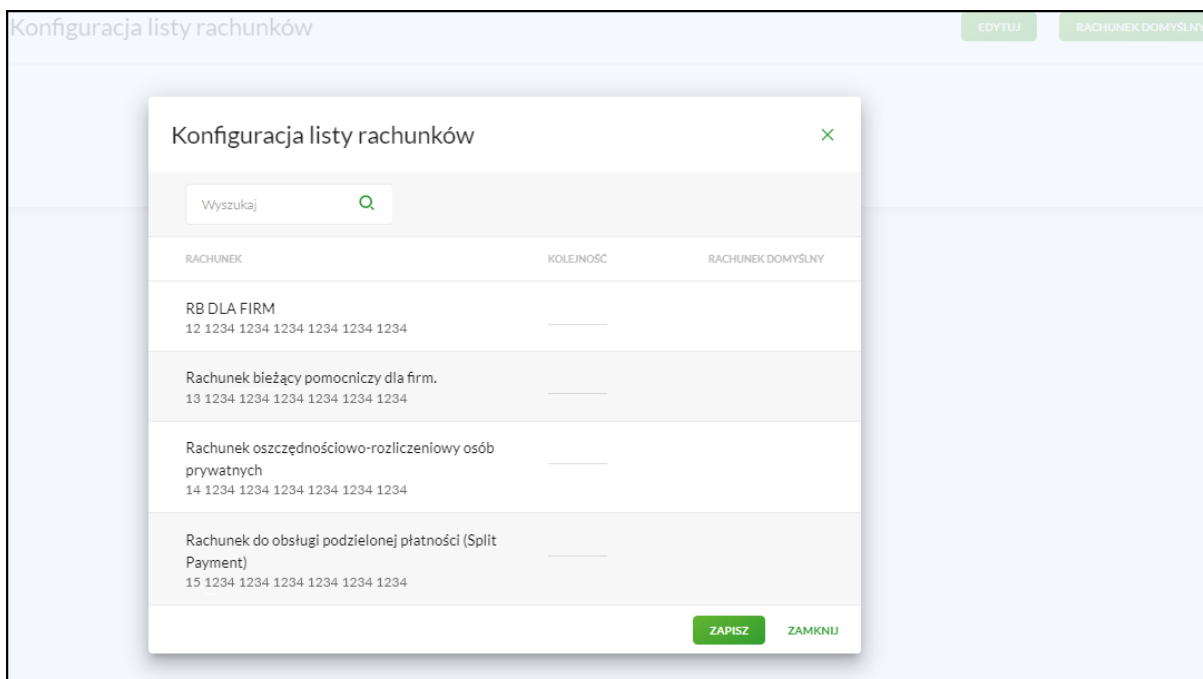 Konfiguracja listy rachunków
EDYTUJ
RACHUNEK DOMYŚLNY
Konfiguracja listy rachunków
Wyszukaj
RACHUNEK
KOLEJNOŚĆ
RACHUNEK DOMYŚLNY
RB DLA FIRM
12 1234 1234 1234 1234 1234 1234
Rachunek bieżący pomocniczy dla firm.
13 1234 1234 1234 1234 1234 1234
Rachunek oszczędnościowo-rozliczeniowy osób
prywatnych
14 1234 1234 1234 1234 1234 1234
Rachunek do obsługi podzielonej płatności (Split
Payment)
15 1234 1234 1234 1234 1234 1234
ZAPISZ
ZAMKNIJ